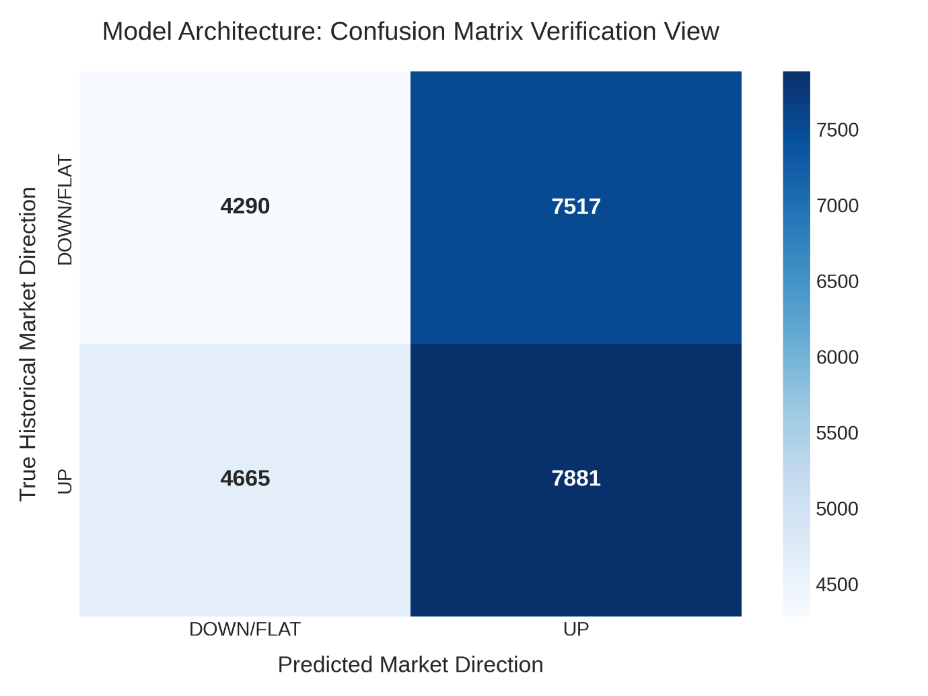 Model Architecture: Confusion Matrix Verification View
True Historical Market Direction
DOWN/FLAT
UP
4290
7517
4665
7881
DOWN/FLAT
UP
Predicted Market Direction
7500
7000
6500
6000
5500
5000
4500